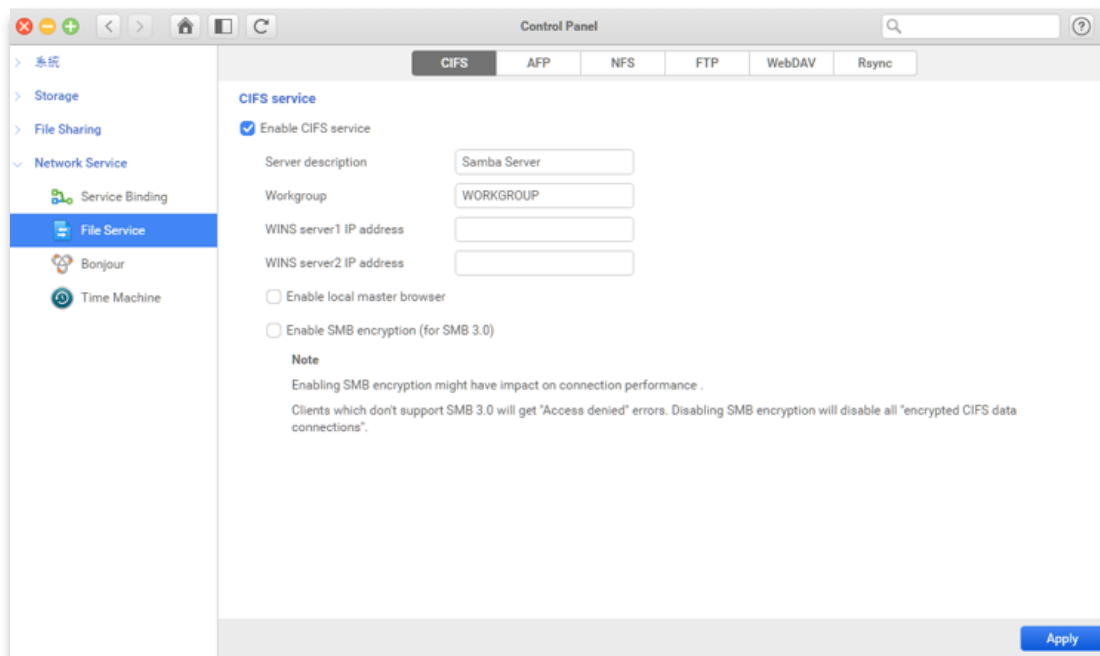 Control Panel
系統
Storage
File Sharing
Network Service
Service Binding
File Service
Bonjour
Time Machine
CIFS AFP NFS FTP WebDAV Rsync
CIFS service
Enable CIFS service
Server description Samba Server
Workgroup WORKGROUP
WINS server1 IP address
WINS server2 IP address
Enable local master browser
Enable SMB encryption (for SMB 3.0)
Note
Enabling SMB encryption might have impact on connection performance .
Clients which don't support SMB 3.0 will get "Access denied" errors. Disabling SMB encryption will disable all "encrypted CIFS data
connections".
Apply